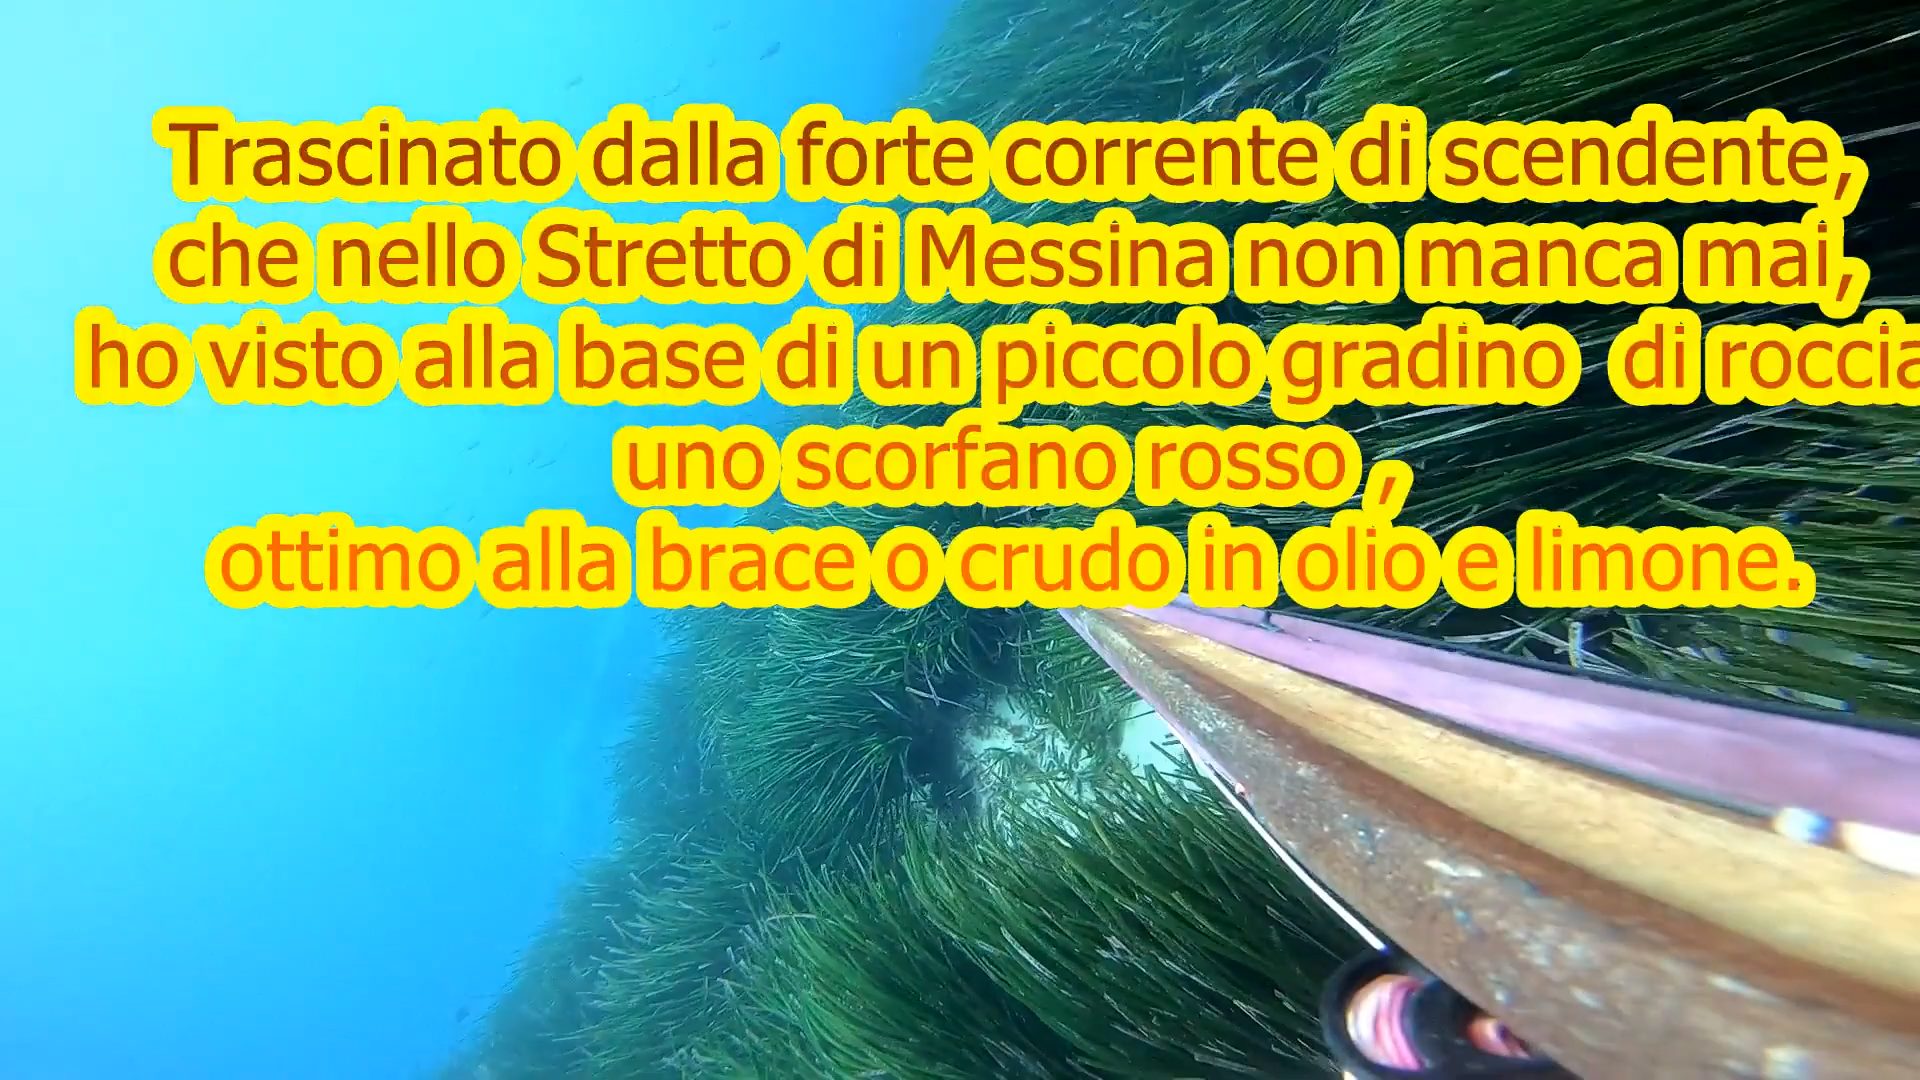 Trascinato dalla forte corrente di scendente,
che nello Stretto di Messina non manca mai,
ho visto alla base di un piccolo gradino di roccia
uno scorfano rosso ,
ottimo alla brace o crudo in olio e limone.